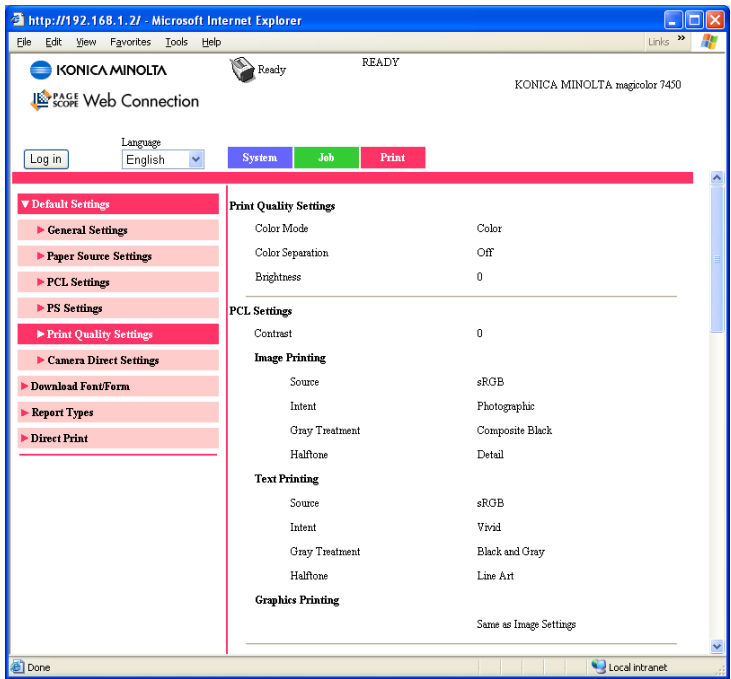 http://192.168.1.2/ - Microsoft Internet Explorer
File Edit View Favorites Tools Help
Links »
KONICA MINOLTA
Ready
READY
KONICA MINOLTA magicolor 7450
PAGE SCOPE Web Connection
Language
Log in
English
System Job Print
Default Settings
General Settings
Paper Source Settings
PCL Settings
PS Settings
Print Quality Settings
Camera Direct Settings
Download Font/Form
Report Types
Direct Print
Print Quality Settings
Color Mode Color
Color Separation Off
Brightness 0
PCL Settings
Contrast 0
Image Printing
Source sRGB
Intent Photographic
Gray Treatment Composite Black
Halftone Detail
Text Printing
Source sRGB
Intent Vivid
Gray Treatment Black and Gray
Halftone Line Art
Graphics Printing
Same as Image Settings
Done
Local intranet